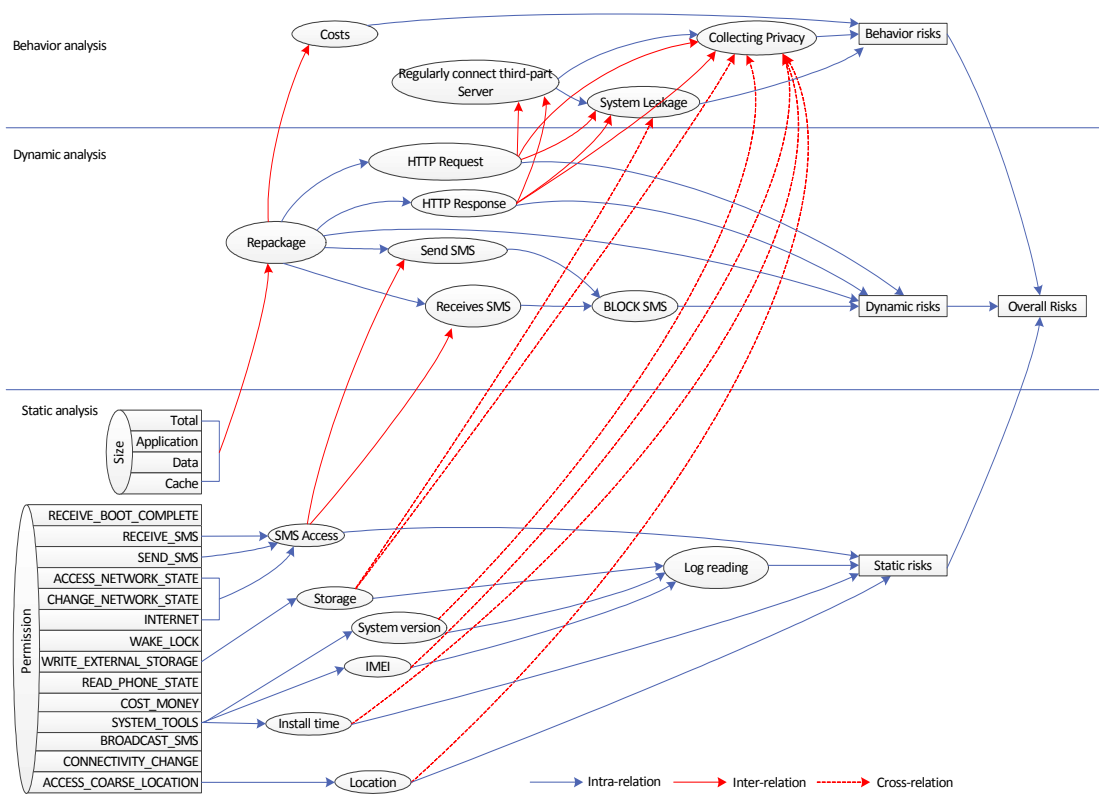 Costs
Collecting Privacy
Behavior risks
Behavior analysis
Regularly connect third-part
Server
System Leakage
Dynamic analysis
HTTP Request
HTTP Response
Repackage
Send SMS
Receives SMS
BLOCK SMS
Dynamic risks
Overall Risks
Static analysis
Size
Total
Application
Data
Cache
Permission
RECEIVE_BOOT_COMPLETE
RECEIVE_SMS
SEND_SMS
ACCESS_NETWORK_STATE
CHANGE_NETWORK_STATE
INTERNET
WAKE_LOCK
WRITE_EXTERNAL_STORAGE
READ_PHONE_STATE
COST_MONEY
SYSTEM_TOOLS
BROADCAST_SMS
CONNECTIVITY_CHANGE
ACCESS_COARSE_LOCATION
SMS Access
Storage
System version
IMEI
Install time
Location
Log reading
Static risks
Intra-relation
Inter-relation
Cross-relation